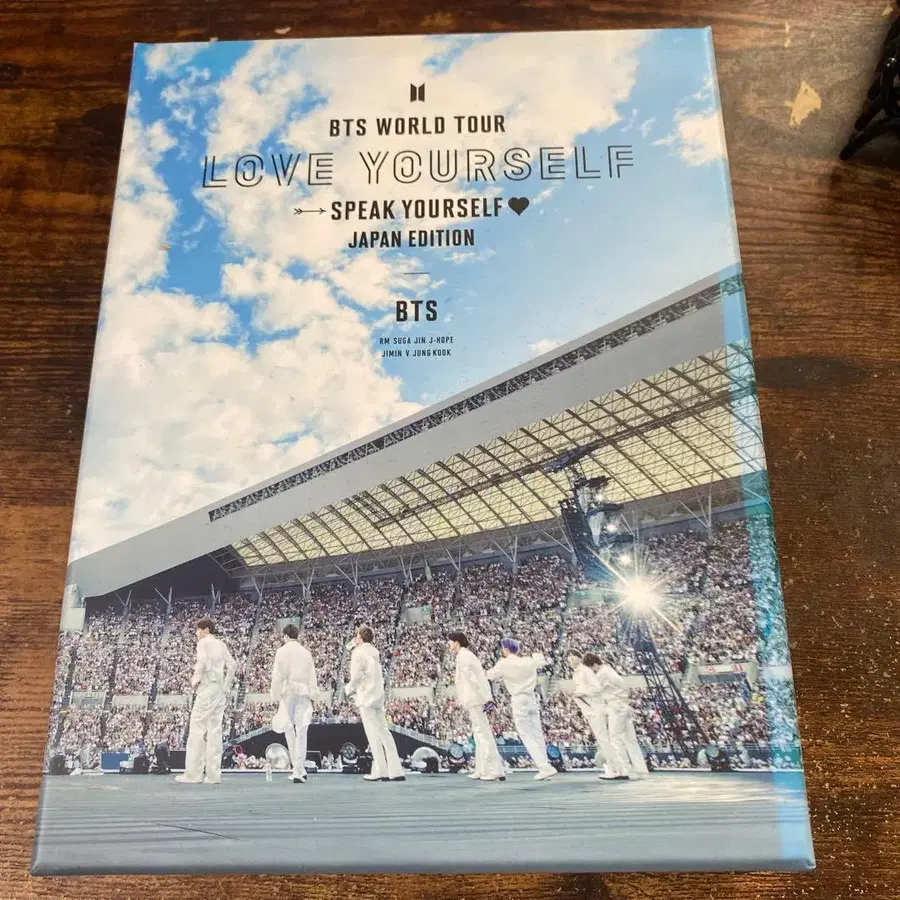 BTS WORLD TOUR
LOVE YOURSELF
SPEAK YOURSELF
JAPAN EDITION
BTS
RM SUGA JIN J-HOPE
JIMIN V JUNG KOOK